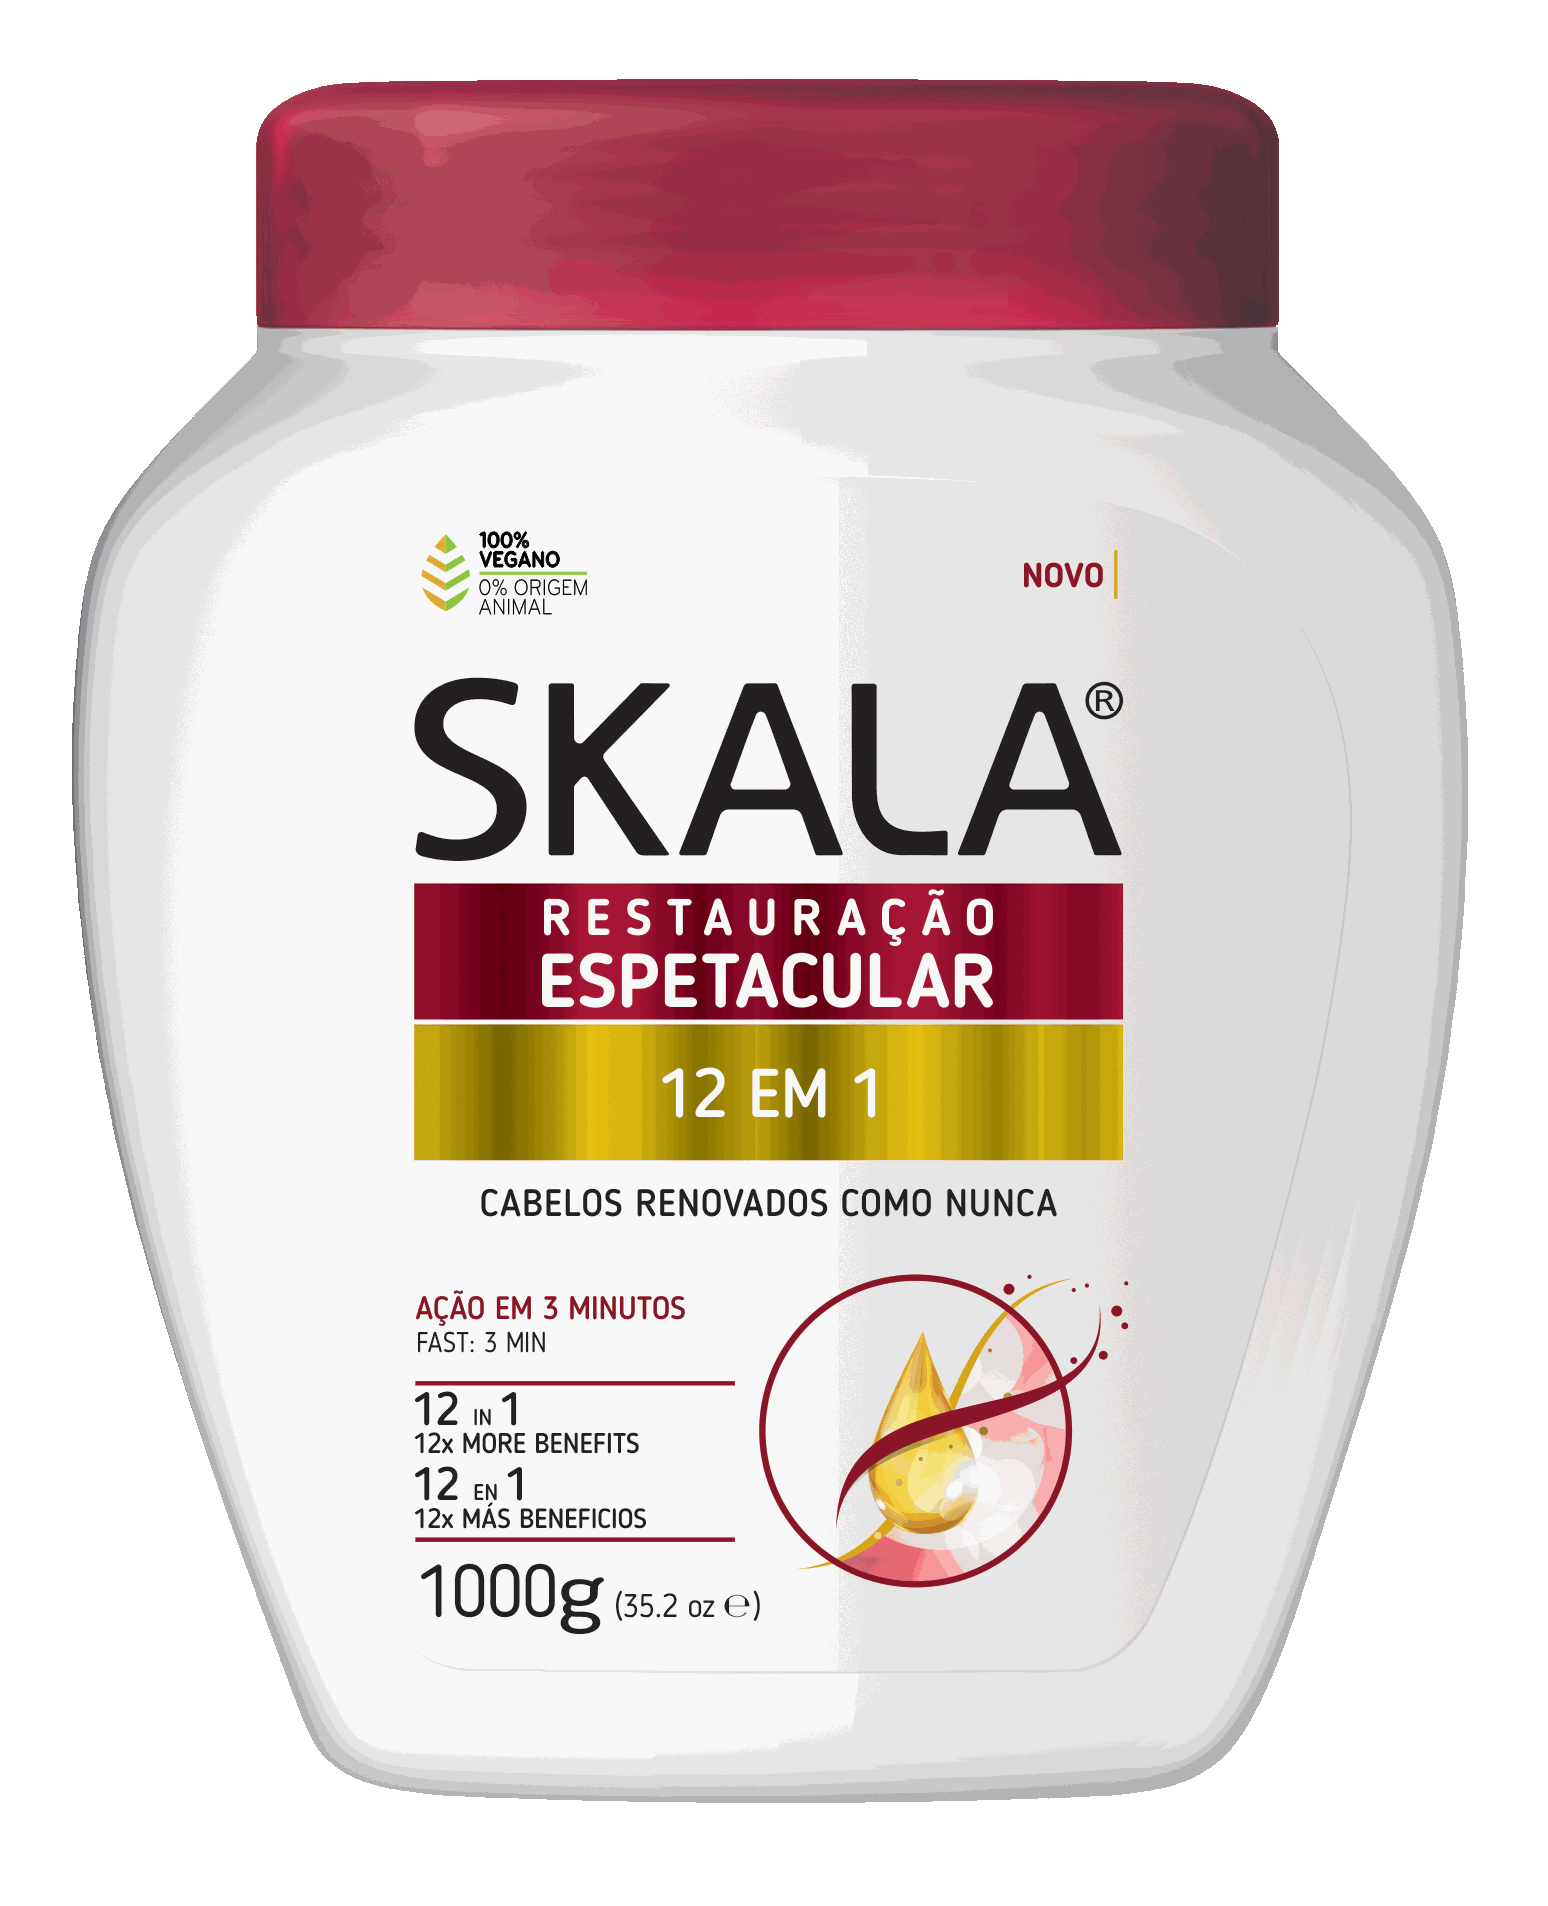 100%
VEGANO
0% ORIGEM
ANIMAL
NOVO
SKALA®
RESTAURAÇÃO
ESPETACULAR
12 EM 1
CABELOS RENOVADOS COMO NUNCA
AÇÃO EM 3 MINUTOS
FAST: 3 MIN
12 IN 1
12x MORE BENEFITS
12 EN 1
12x MÁS BENEFICIOS
1000g (35.2 oz ℮)